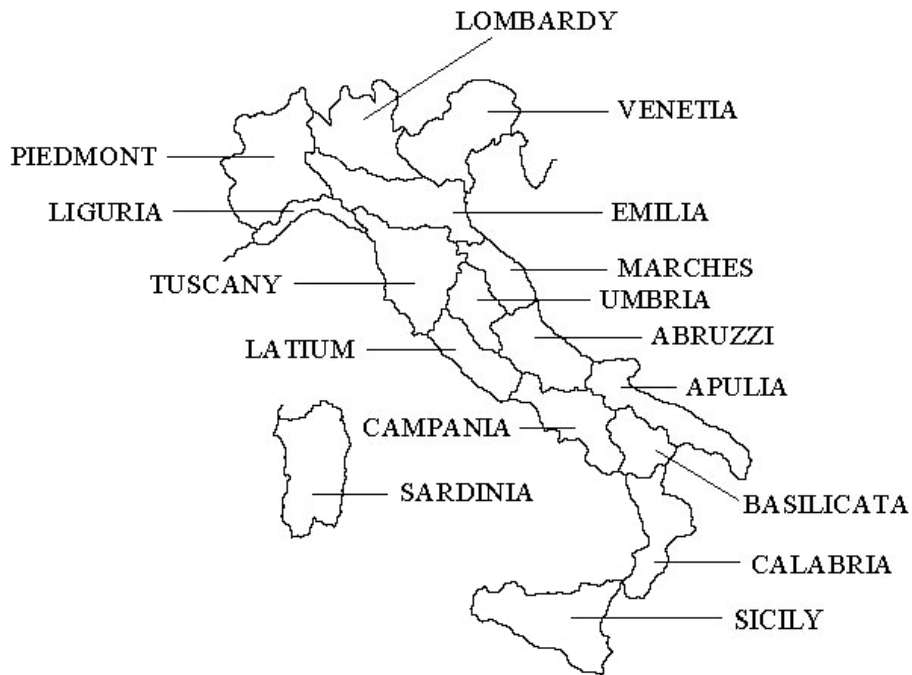 LOMBARDY
VENETIA
PIEDMONT
LIGURIA
EMILIA
MARCHES
TUSCANY
UMBRIA
ABRUZZI
LATIUM
APULIA
CAMPANIA
SARDINIA
BASILICATA
CALABRIA
SICILY